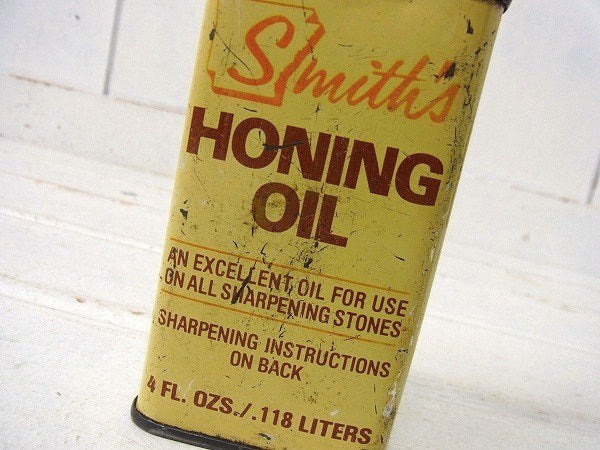 Smith's
HONING
OIL
AN EXCELLENT OIL FOR USE
ON ALL SHARPENING STONES
SHARPENING INSTRUCTIONS
ON BACK
4 FL. OZS./.118 LITERS